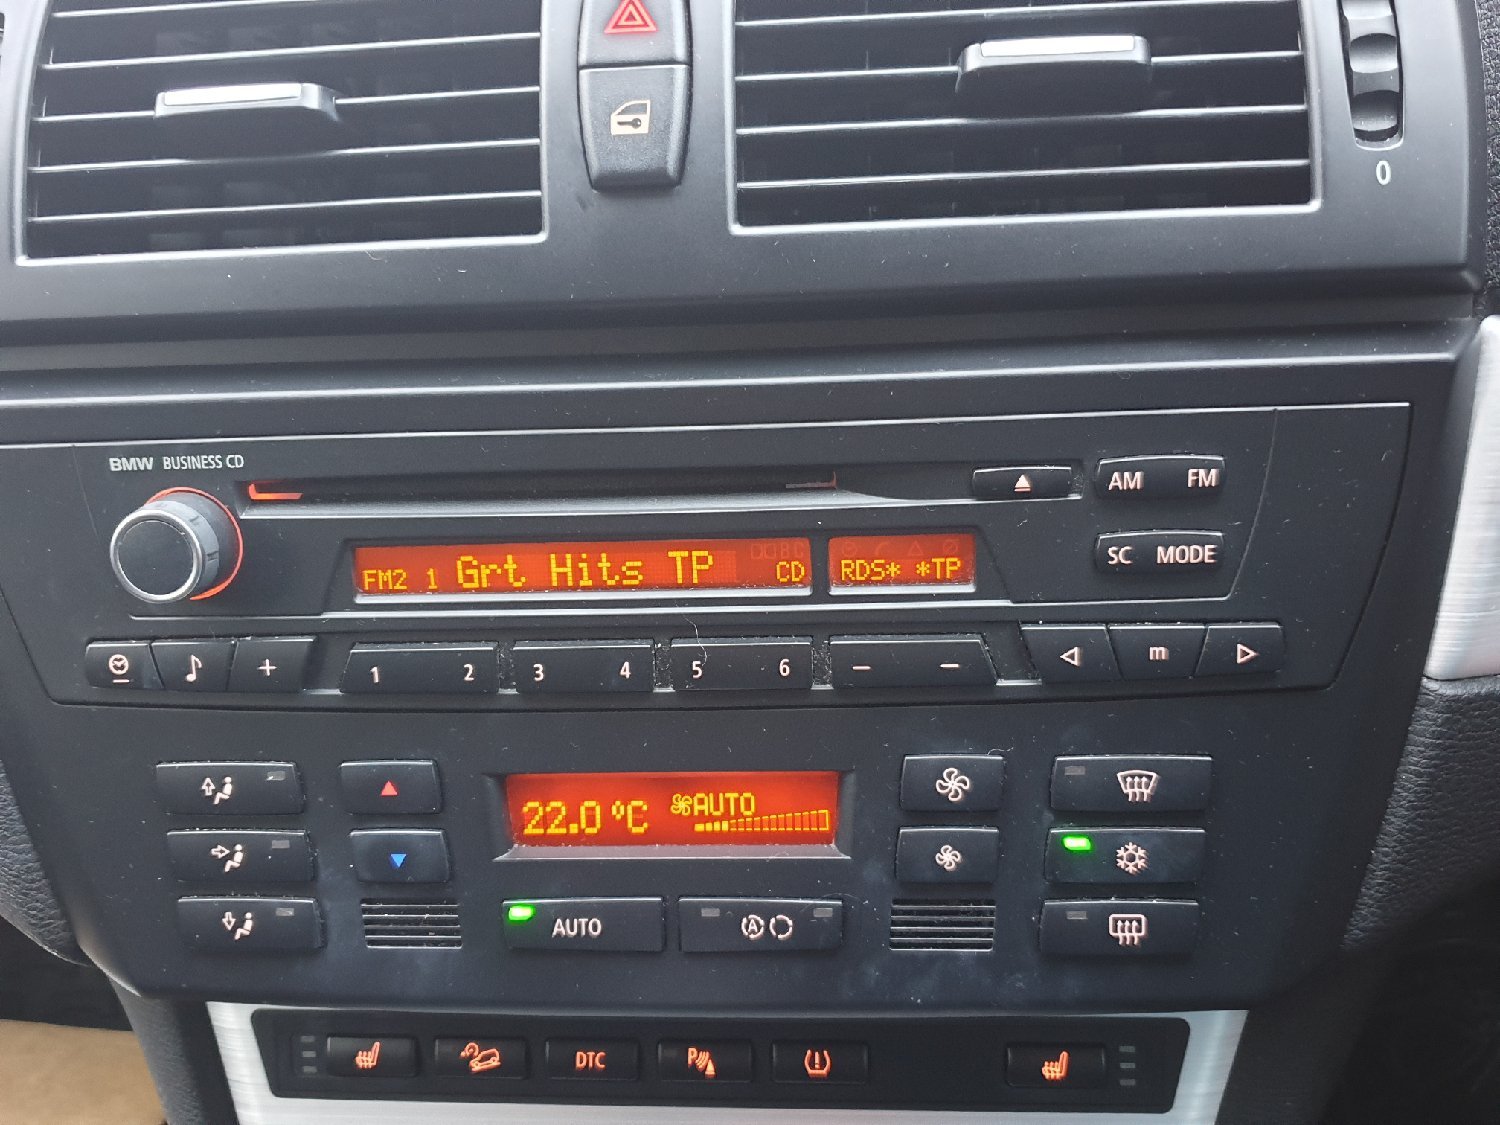 0
BMW BUSINESS CD
AM FM
FM2 1 Grt Hits TP CD RDS* *TP
SC MODE
1 2 3 4 5 6 m
22.0 °C AUTO
AUTO A
DTC P